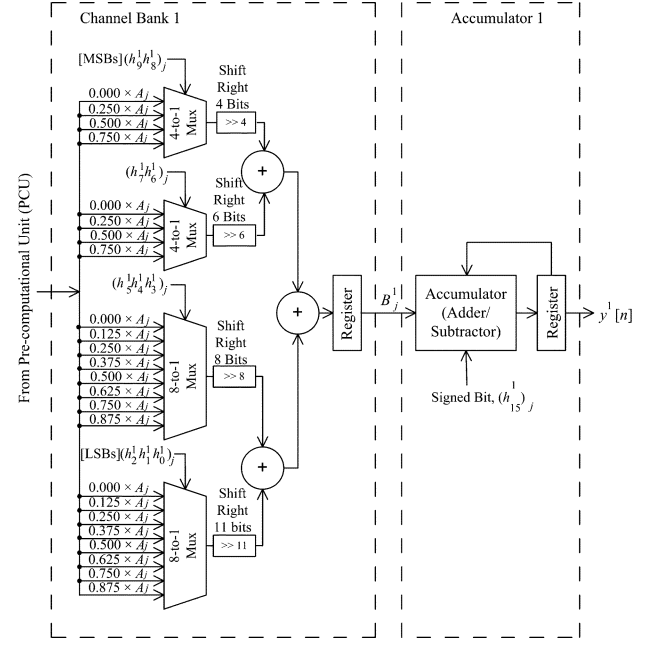 Channel Bank 1
Accumulator 1
From Pre-computational Unit (PCU)
[MSBs](h¹₉h¹₈)ⱼ
0.000 × Aⱼ
0.250 × Aⱼ
0.500 × Aⱼ
0.750 × Aⱼ
4-to-1
Mux
Shift
Right
4 Bits
>> 4
+
(h¹₇h¹₆)ⱼ
0.000 × Aⱼ
0.250 × Aⱼ
0.500 × Aⱼ
0.750 × Aⱼ
4-to-1
Mux
Shift
Right
6 Bits
>> 6
(h¹₅h¹₄h¹₃)ⱼ
0.000 × Aⱼ
0.125 × Aⱼ
0.250 × Aⱼ
0.375 × Aⱼ
0.500 × Aⱼ
0.625 × Aⱼ
0.750 × Aⱼ
0.875 × Aⱼ
8-to-1
Mux
Shift
Right
8 Bits
>> 8
+
[LSBs](h¹₂h¹₁h¹₀)ⱼ
0.000 × Aⱼ
0.125 × Aⱼ
0.250 × Aⱼ
0.375 × Aⱼ
0.500 × Aⱼ
0.625 × Aⱼ
0.750 × Aⱼ
0.875 × Aⱼ
8-to-1
Mux
Shift
Right
11 bits
>> 11
+
Register
B¹ⱼ
Accumulator
(Adder/
Subtractor)
Register
y¹[n]
Signed Bit, (h¹₁₅)ⱼ